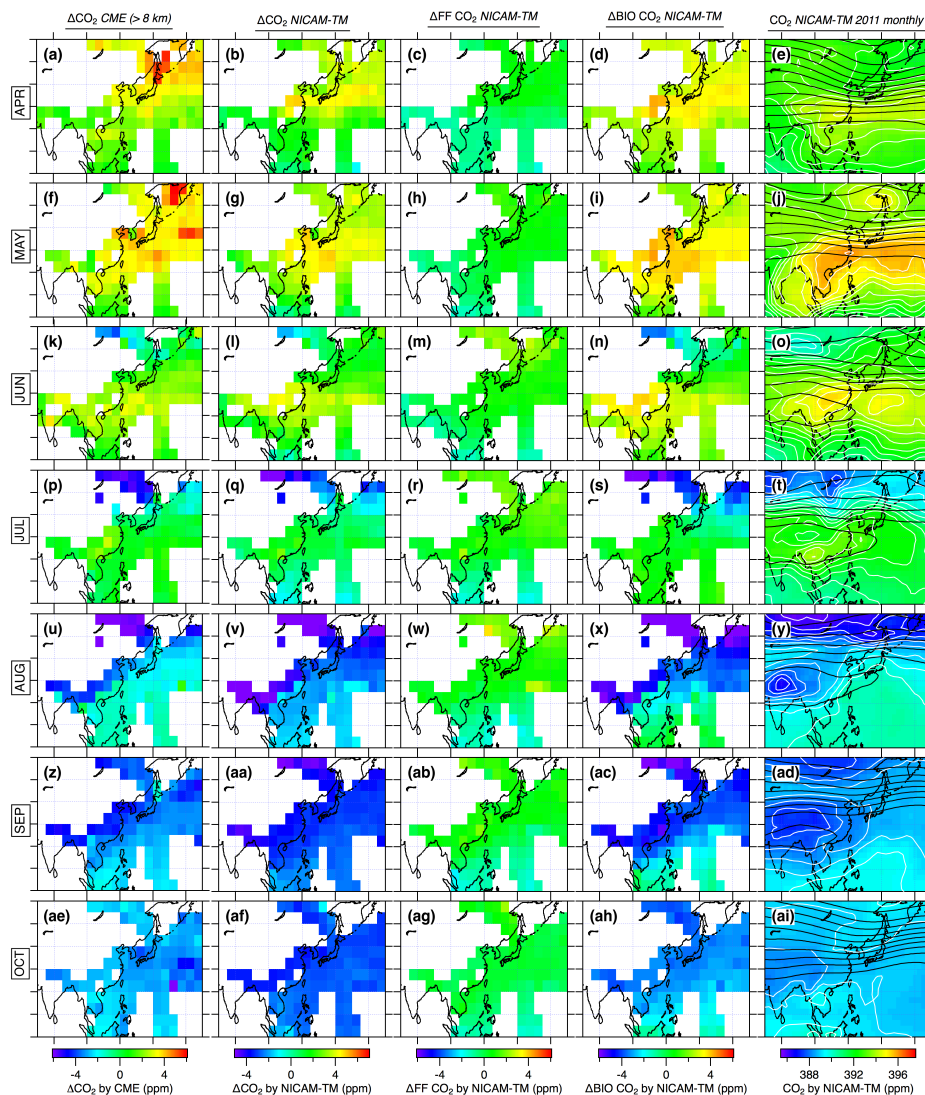 ΔCO2 CME (> 8 km) ΔCO2 NICAM-TM ΔFF CO2 NICAM-TM ΔBIO CO2 NICAM-TM CO2 NICAM-TM 2011 monthly
APR (a) (b) (c) (d) (e)
MAY (f) (g) (h) (i) (j)
JUN (k) (l) (m) (n) (o)
JUL (p) (q) (r) (s) (t)
AUG (u) (v) (w) (x) (y)
SEP (z) (aa) (ab) (ac) (ad)
OCT (ae) (af) (ag) (ah) (ai)
-4 0 4 -4 0 4 -4 0 4 -4 0 4 388 392 396
ΔCO2 by CME (ppm) ΔCO2 by NICAM-TM (ppm) ΔFF CO2 by NICAM-TM (ppm) ΔBIO CO2 by NICAM-TM (ppm) CO2 by NICAM-TM (ppm)